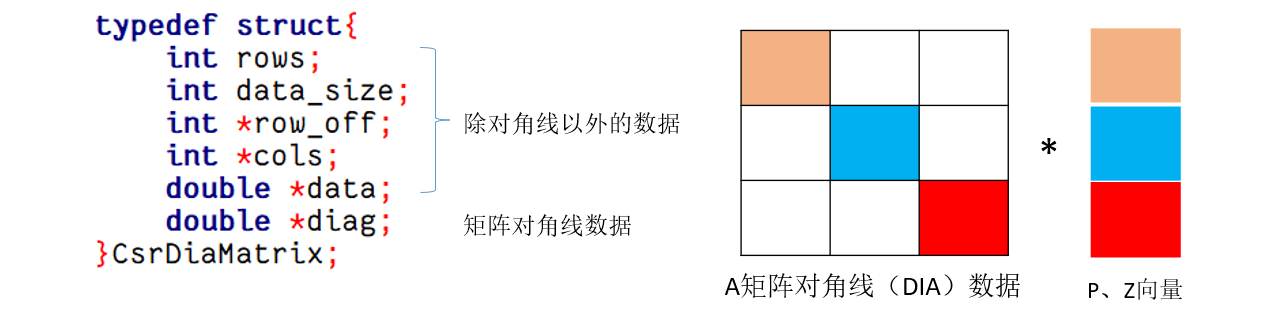 typedef struct{
int rows;
int data_size;
int *row_off;
int *cols;
double *data;
double *diag;
}CsrDiaMatrix;
除对角线以外的数据
矩阵对角线数据
*
A矩阵对角线（DIA）数据
P、Z向量